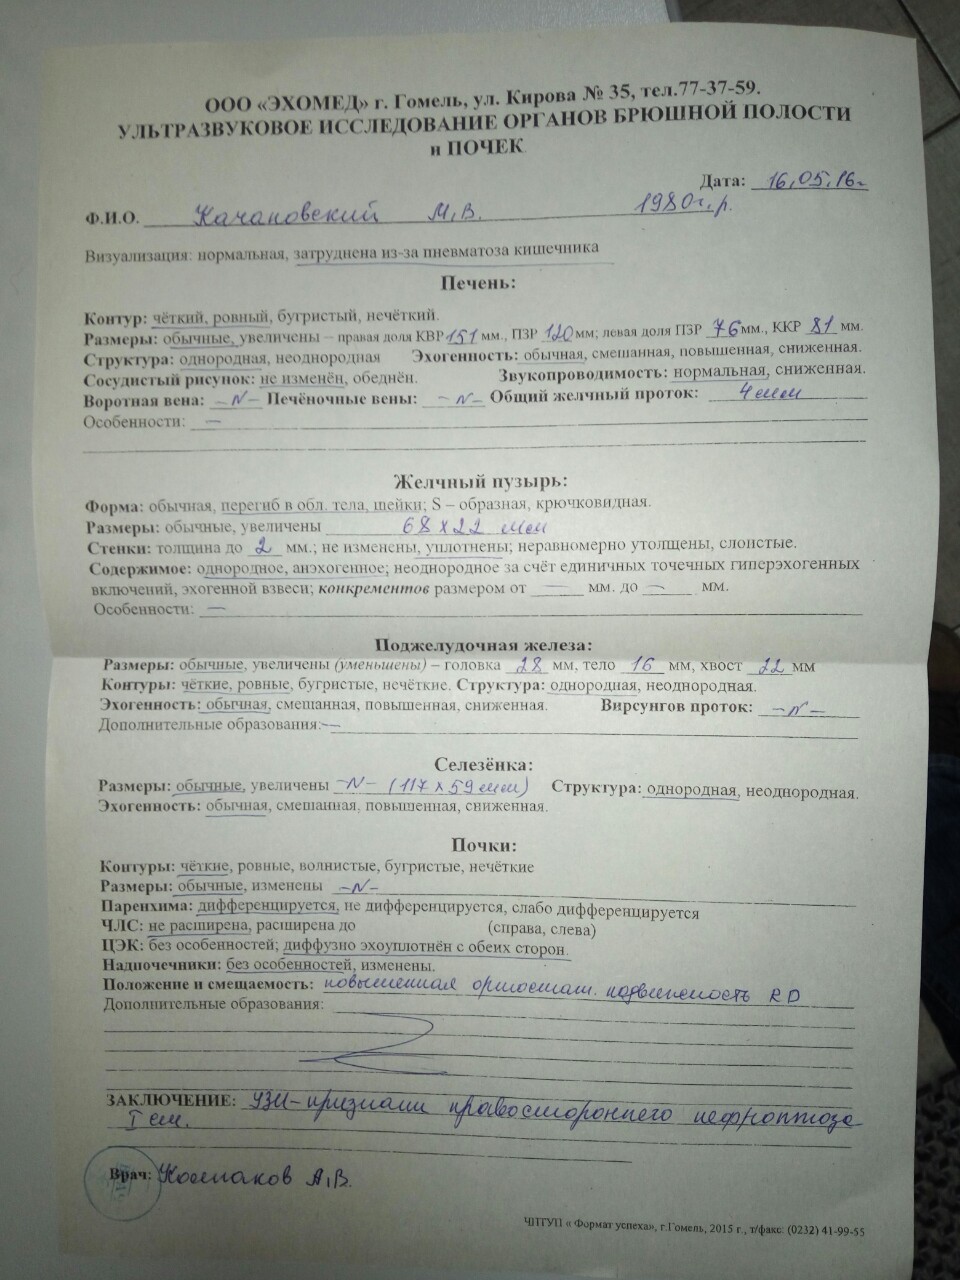 ООО «ЭХОМЕД» г. Гомель, ул. Кирова № 35, тел.77-37-59.
УЛЬТРАЗВУКОВОЕ ИССЛЕДОВАНИЕ ОРГАНОВ БРЮШНОЙ ПОЛОСТИ
и ПОЧЕК
Дата: 16.05.16г
Ф.И.О. Качановский М.В. 1980г.р.
Визуализация: нормальная, затруднена из-за пневматоза кишечника
Печень:
Контур: чёткий, ровный, бугристый, нечёткий.
Размеры: обычные, увеличены – правая доля КВР 151 мм., ПЗР 120 мм; левая доля ПЗР 76 мм., ККР 81 мм.
Структура: однородная, неоднородная Эхогенность: обычная, смешанная, повышенная, сниженная.
Сосудистый рисунок: не изменён, обеднён. Звукопроводимость: нормальная, сниженная.
Воротная вена: –N– Печёночные вены: –N– Общий желчный проток: 4 мм
Особенности: —
Желчный пузырь:
Форма: обычная, перегиб в обл. тела, шейки; S – образная, крючковидная.
Размеры: обычные, увеличены 68 х 22 мм
Стенки: толщина до 2 мм.; не изменены, уплотнены; неравномерно утолщены, слоистые.
Содержимое: однородное, анэхогенное; неоднородное за счёт единичных точечных гиперэхогенных
включений, эхогенной взвеси; конкрементов размером от — мм. до — мм.
Особенности: —
Поджелудочная железа:
Размеры: обычные, увеличены (уменьшены) – головка 28 мм, тело 16 мм, хвост 22 мм
Контуры: чёткие, ровные, бугристые, нечёткие. Структура: однородная, неоднородная.
Эхогенность: обычная, смешанная, повышенная, сниженная. Вирсунгов проток: –N–
Дополнительные образования: —
Селезёнка:
Размеры: обычные, увеличены –N– (117 х 59 мм) Структура: однородная, неоднородная.
Эхогенность: обычная, смешанная, повышенная, сниженная.
Почки:
Контуры: чёткие, ровные, волнистые, бугристые, нечёткие
Размеры: обычные, изменены –N–
Паренхима: дифференцируется, не дифференцируется, слабо дифференцируется
ЧЛС: не расширена, расширена до (справа, слева)
ЦЭК: без особенностей; диффузно эхоуплотнён с обеих сторон.
Надпочечники: без особенностей, изменены.
Положение и смещаемость: повышенная ортостат. подвижность R D
Дополнительные образования:
ЗАКЛЮЧЕНИЕ: УЗИ-признаки правостороннего нефроптоза
I ст.
Врач: Колпаков А.В.
ЧПТУП « Формат успеха», г.Гомель, 2015 г., т/факс: (0232) 41-99-55